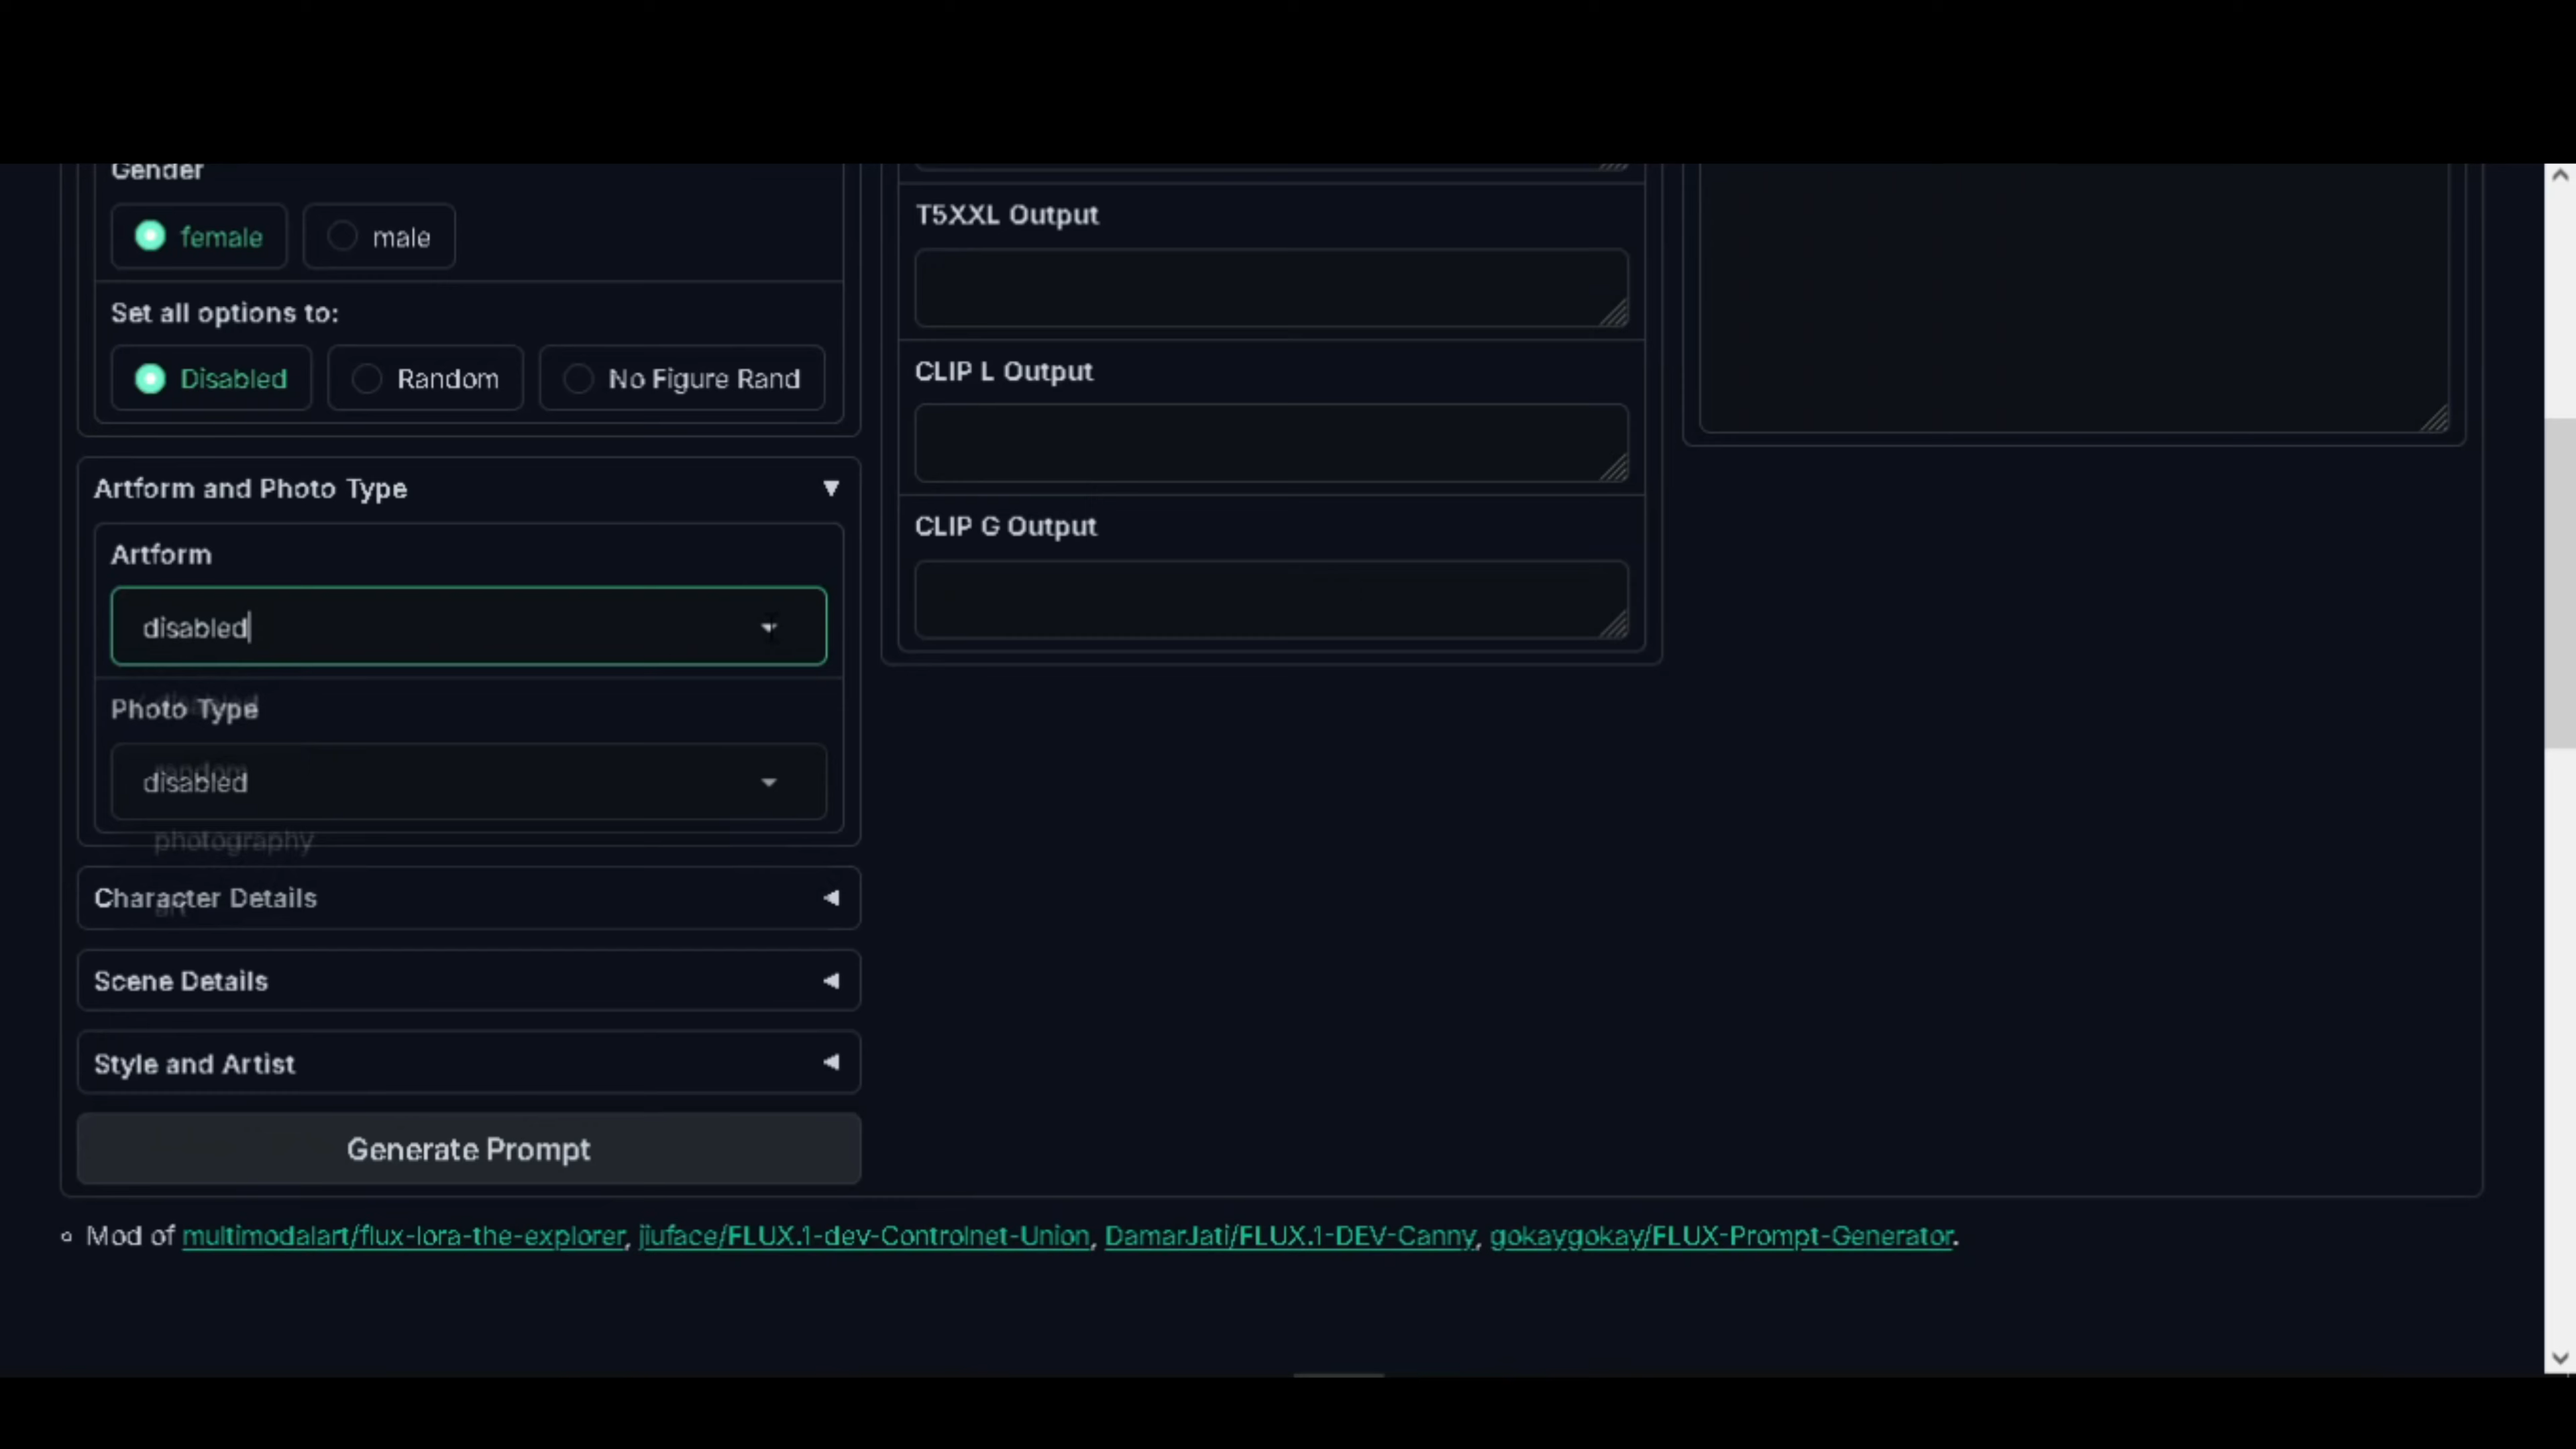 Gender
female
male
Set all options to:
Disabled
Random
No Figure Rand
Artform and Photo Type
Artform
disabled
disabled
Photo Type
random
disabled
photography
Character Details
art
Scene Details
Style and Artist
Generate Prompt
T5XXL Output
CLIP L Output
CLIP G Output
Mod of multimodalart/flux-lora-the-explorer, jiuface/FLUX.1-dev-Controlnet-Union, DamarJati/FLUX.1-DEV-Canny, gokaygokay/FLUX-Prompt-Generator.